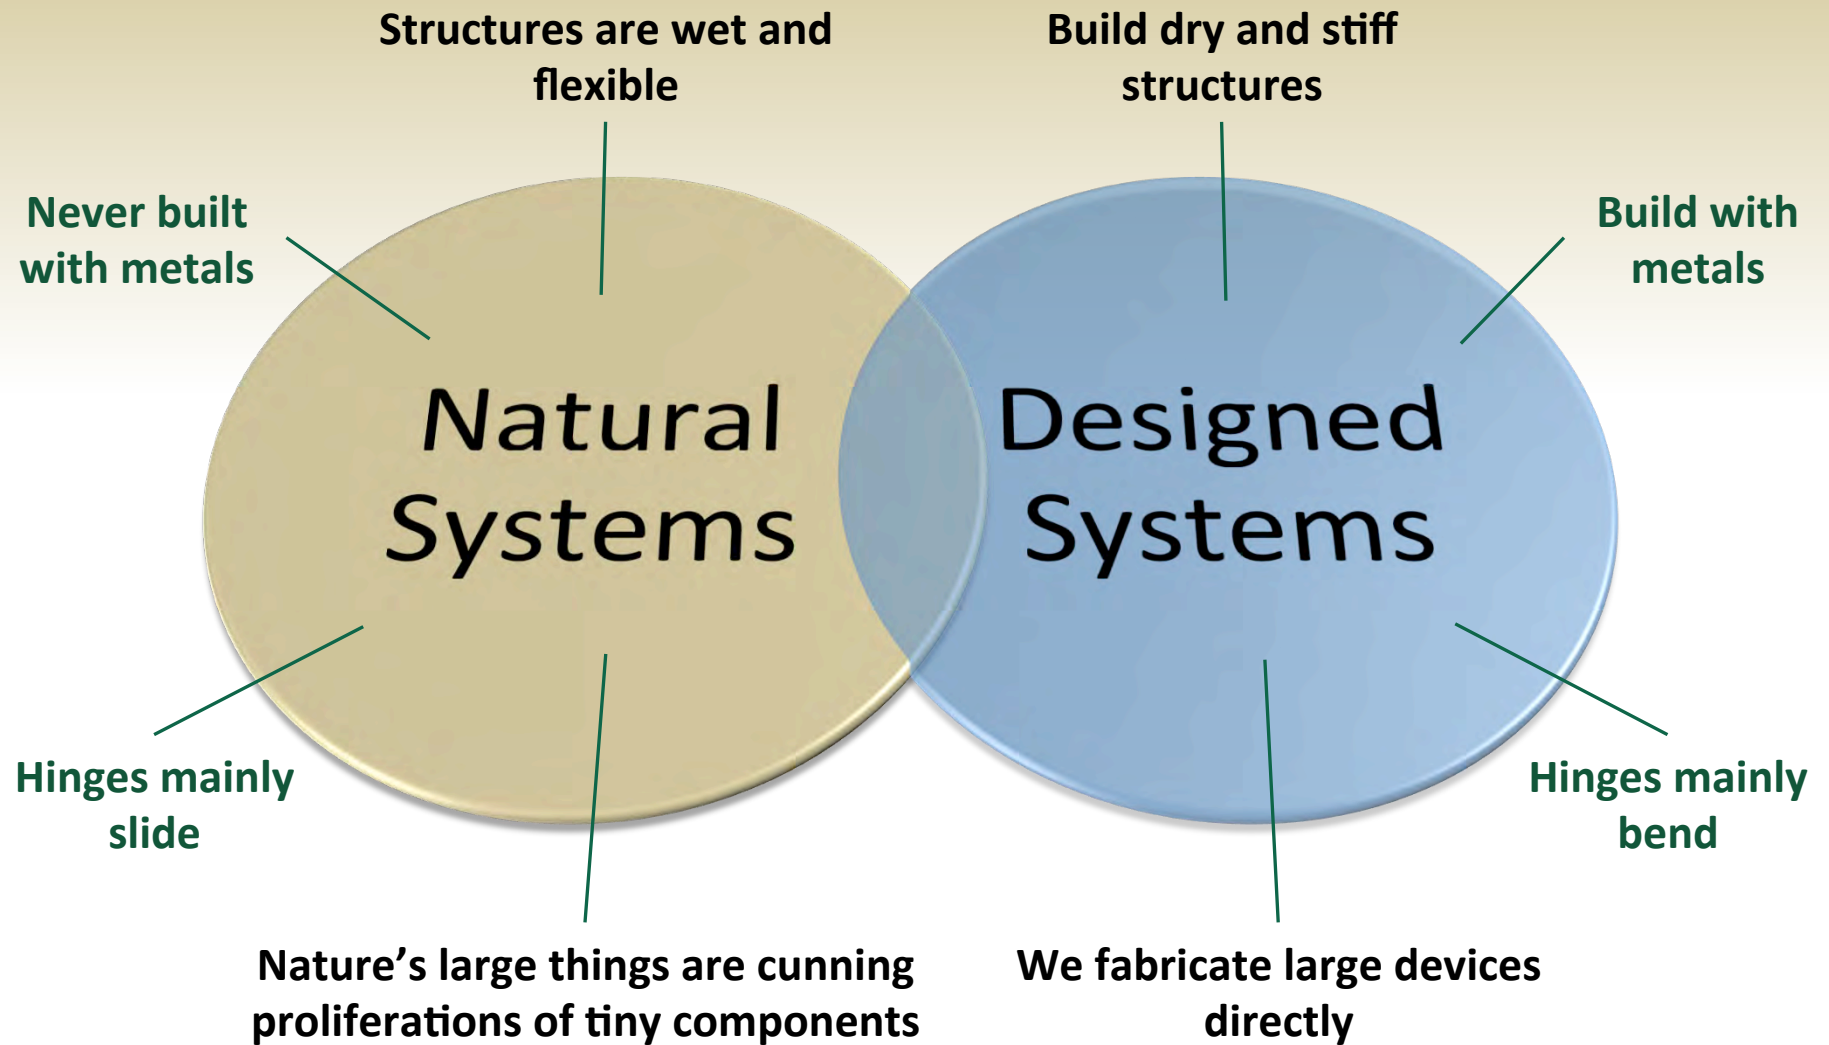 Structures are wet and
flexible
Build dry and stiff
structures
Never built
with metals
Build with
metals
Natural
Systems
Designed
Systems
Hinges mainly
slide
Hinges mainly
bend
Nature’s large things are cunning
proliferations of tiny components
We fabricate large devices
directly